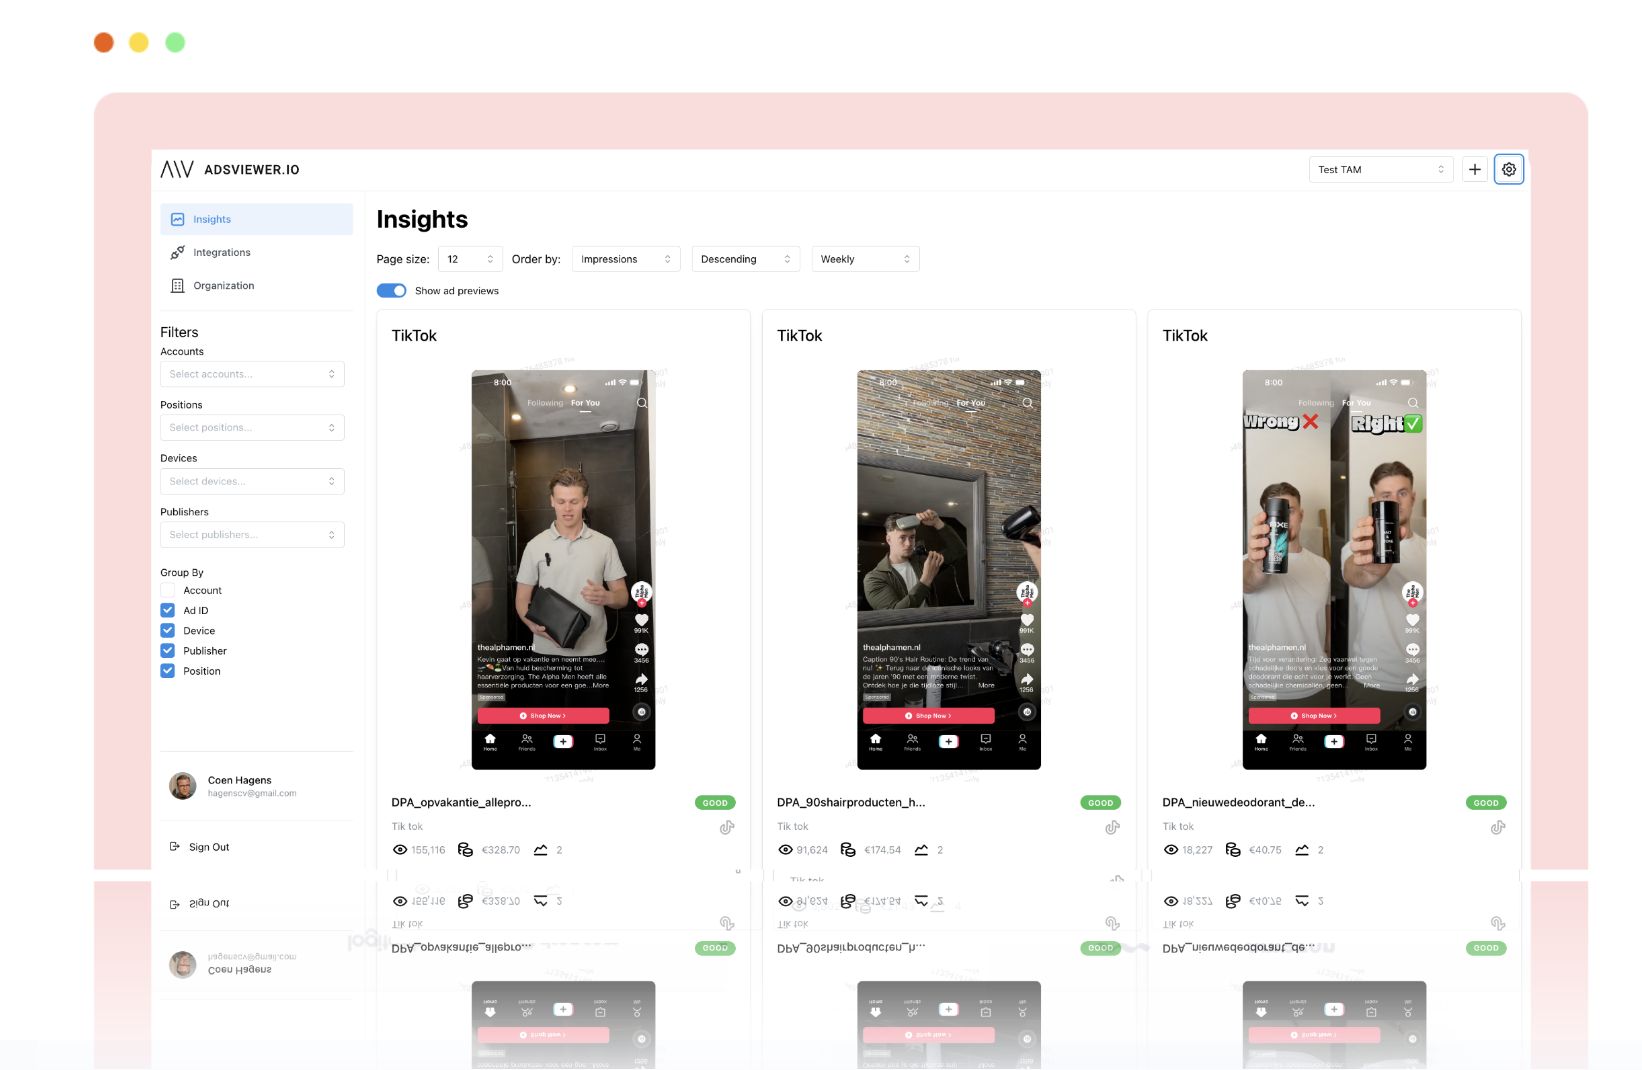 ADSVIEWER.IO
Test TAM
Insights
Integrations
Organization
Filters
Accounts
Select accounts...
Positions
Select positions...
Devices
Select devices...
Publishers
Select publishers...
Group By
Account
Ad ID
Device
Publisher
Position
Coen Hagens
hagenscv@gmail.com
Sign Out
Insights
Page size: 12 Order by: Impressions Descending Weekly
Show ad previews
TikTok
8:00
Following For You
991K
3456
1256
thealphamen.nl
Kevin gaat op vakantie en neemt mee....
Van huid bescherming tot
haarverzorging. The Alpha Men heeft alle
essentiële producten voor een goe...More
Sponsored
Shop Now
Home Friends Inbox Me
DPA_opvakantie_allepro...
GOOD
Tik tok
155,116 €328.70 2
TikTok
8:00
Following For You
991K
3456
1256
thealphamen.nl
Caption 90's Hair Routine: De trend van
nu! Terug naar de iconische looks van
de jaren '90 met een moderne twist.
Ontdek hoe je die tijdloze stijl... More
Sponsored
Shop Now
Home Friends Inbox Me
DPA_90shairproducten_h...
GOOD
Tik tok
91,624 €174.54 2
TikTok
8:00
Following For You
Wrong Right
AXE
991K
3456
1256
thealphamen.nl
Tijd voor verandering: Zeg vaarwel tegen
schadelijke deo's en kies voor een goede
deodorant die echt voor je werkt. Geen
schadelijke chemicaliën, geen... More
Sponsored
Shop Now
Home Friends Inbox Me
DPA_nieuwedeodorant_de...
GOOD
Tik tok
18,227 €40.75 2